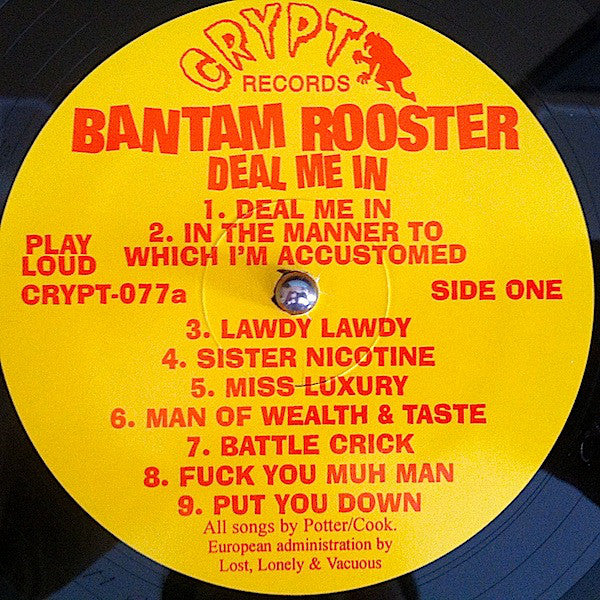 CRYPT
RECORDS
BANTAM ROOSTER
DEAL ME IN
1. DEAL ME IN
2. IN THE MANNER TO
WHICH I'M ACCUSTOMED
PLAY
LOUD
CRYPT-077a
SIDE ONE
3. LAWDY LAWDY
4. SISTER NICOTINE
5. MISS LUXURY
6. MAN OF WEALTH & TASTE
7. BATTLE CRICK
8. FUCK YOU MUH MAN
9. PUT YOU DOWN
All songs by Potter/Cook.
European administration by
Lost, Lonely & Vacuous